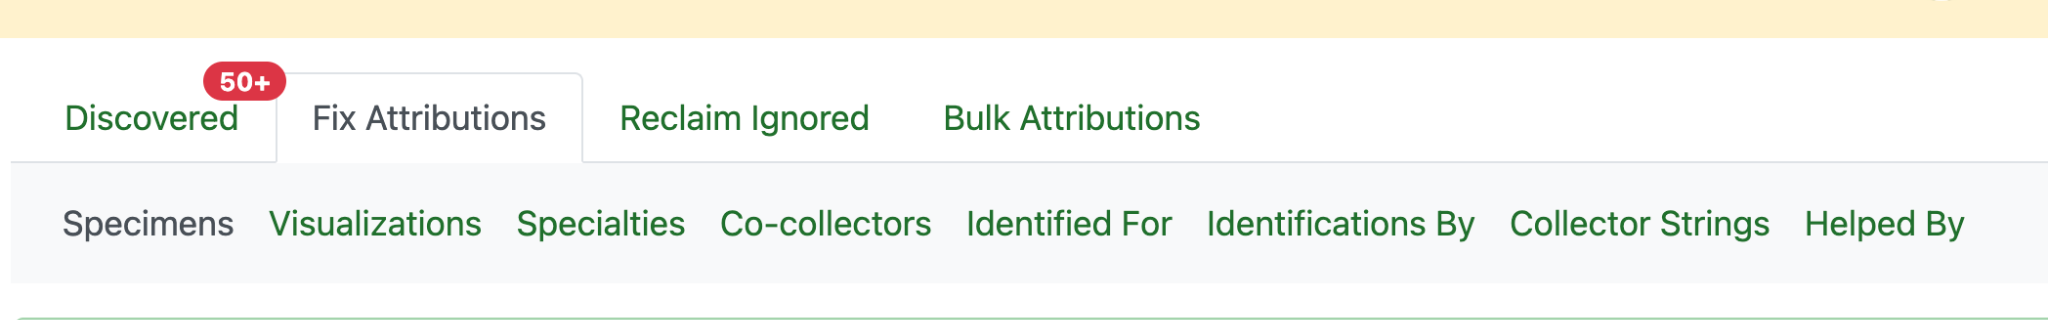 50+
Discovered Fix Attributions Reclaim Ignored Bulk Attributions
Specimens Visualizations Specialties Co-collectors Identified For Identifications By Collector Strings Helped By